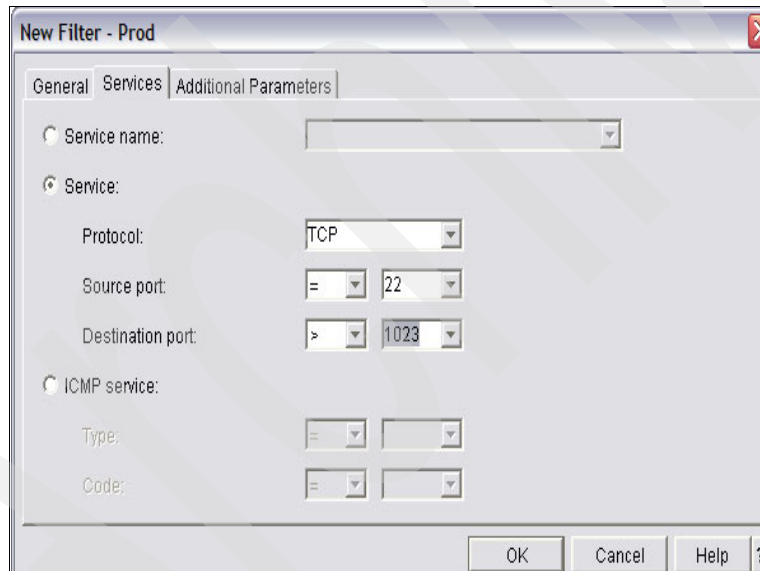 New Filter - Prod
General Services Additional Parameters
Service name:
Service:
Protocol: TCP
Source port: = 22
Destination port: > 1023
ICMP service:
Type: =
Code: =
OK Cancel Help ?